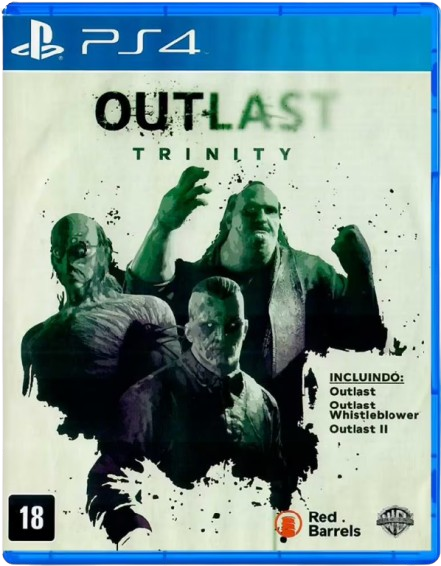 PS4
OUTLAST
TRINITY
INCLUINDO:
Outlast
Outlast
Whistleblower
Outlast II
18
Red
Barrels